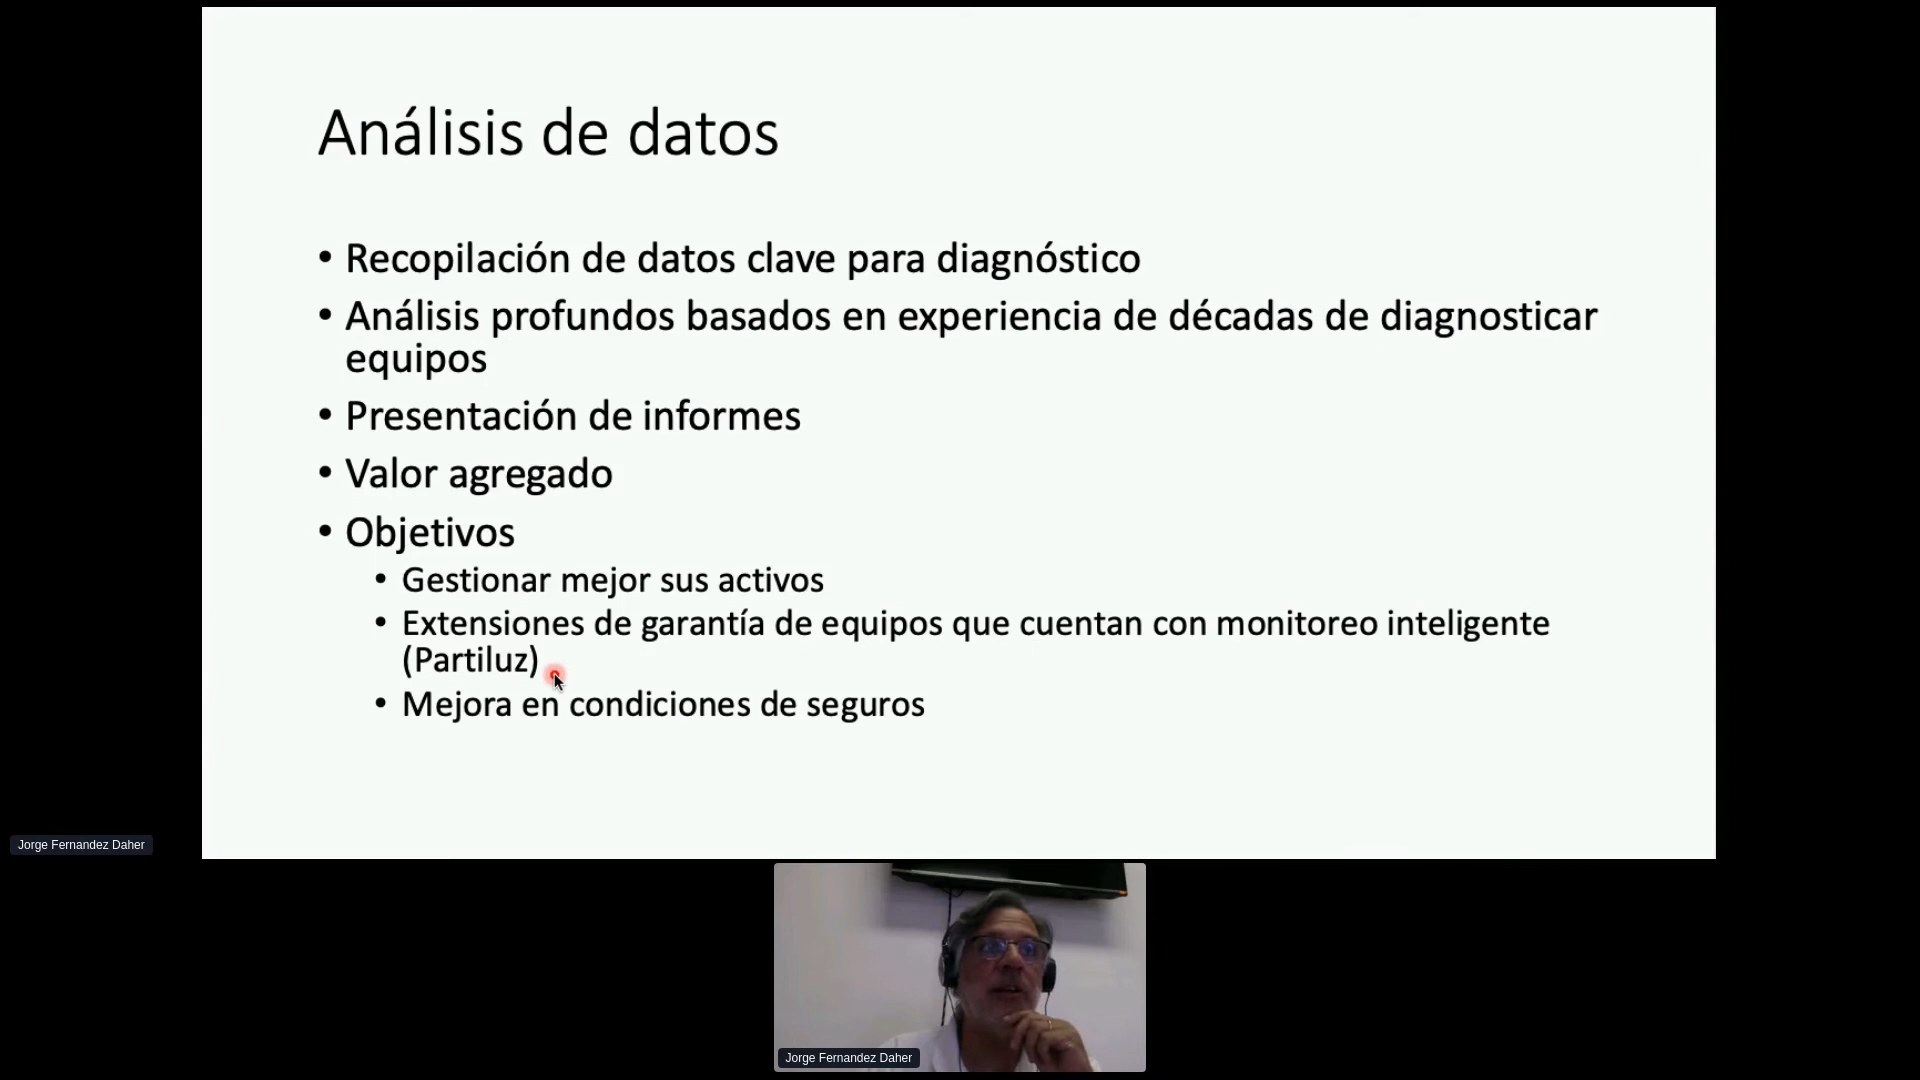 Análisis de datos
• Recopilación de datos clave para diagnóstico
• Análisis profundos basados en experiencia de décadas de diagnosticar
equipos
• Presentación de informes
• Valor agregado
• Objetivos
• Gestionar mejor sus activos
• Extensiones de garantía de equipos que cuentan con monitoreo inteligente
(Partiluz)
• Mejora en condiciones de seguros
Jorge Fernandez Daher
Jorge Fernandez Daher